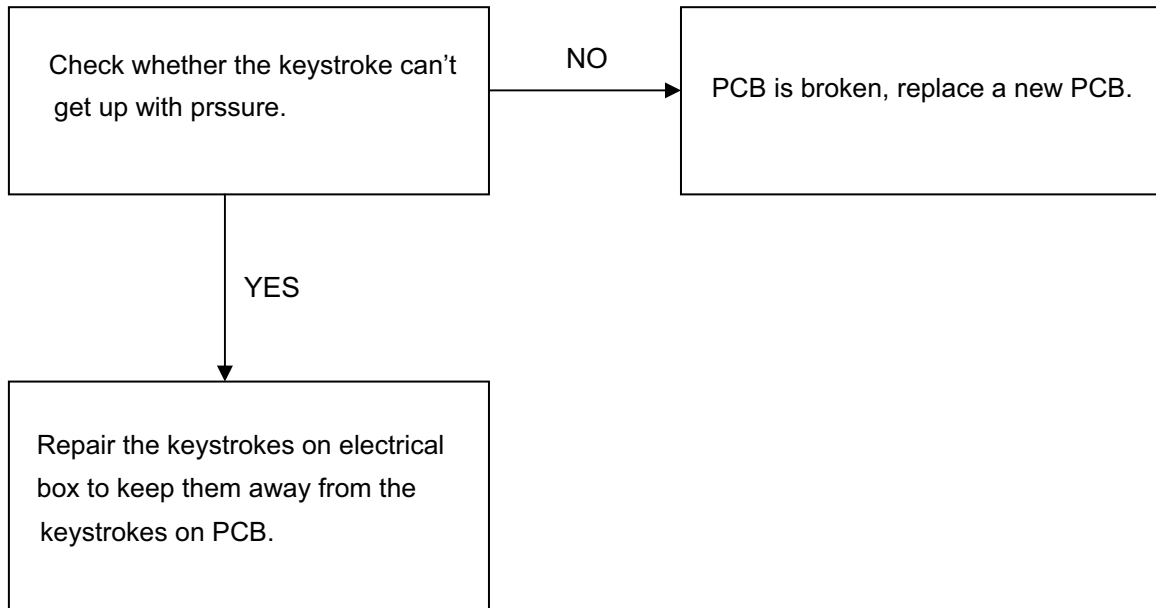 Check whether the keystroke can't
get up with prssure.
NO
PCB is broken, replace a new PCB.
YES
Repair the keystrokes on electrical
box to keep them away from the
keystrokes on PCB.